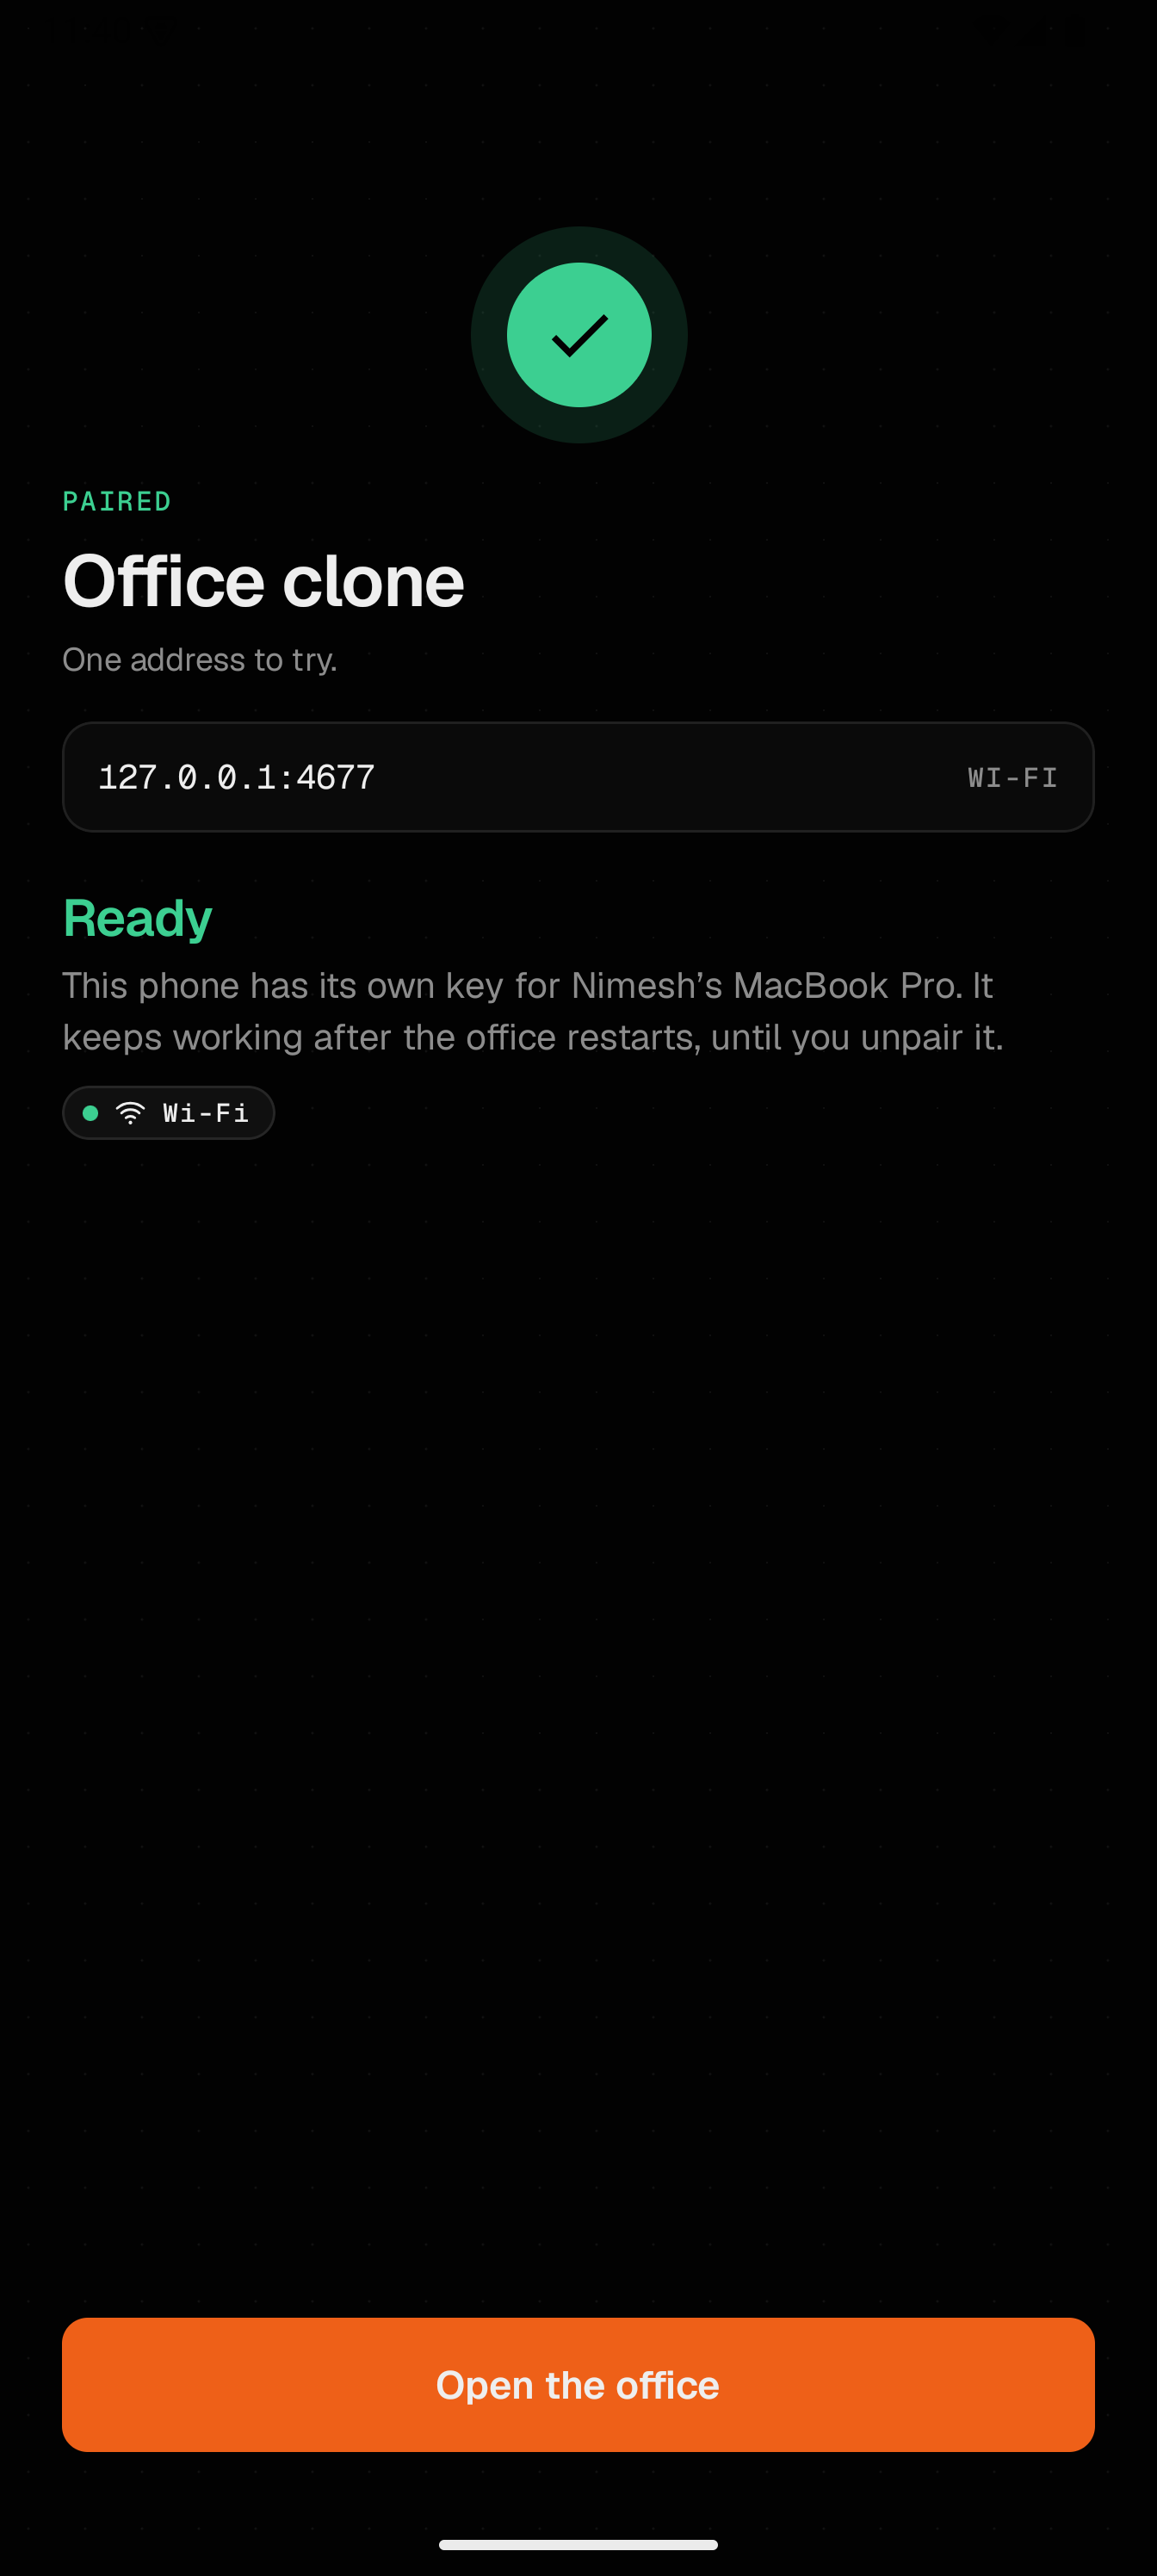 PAIRED
Office clone
One address to try.
127.0.0.1:4677 WI-FI
Ready
This phone has its own key for Nimesh’s MacBook Pro. It
keeps working after the office restarts, until you unpair it.
Wi-Fi
Open the office